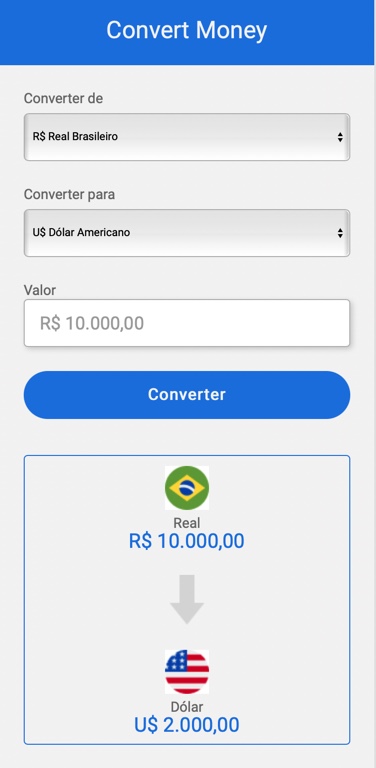 Convert Money
Converter de
R$ Real Brasileiro
Converter para
U$ Dólar Americano
Valor
R$ 10.000,00
Converter
Real
R$ 10.000,00
Dólar
U$ 2.000,00